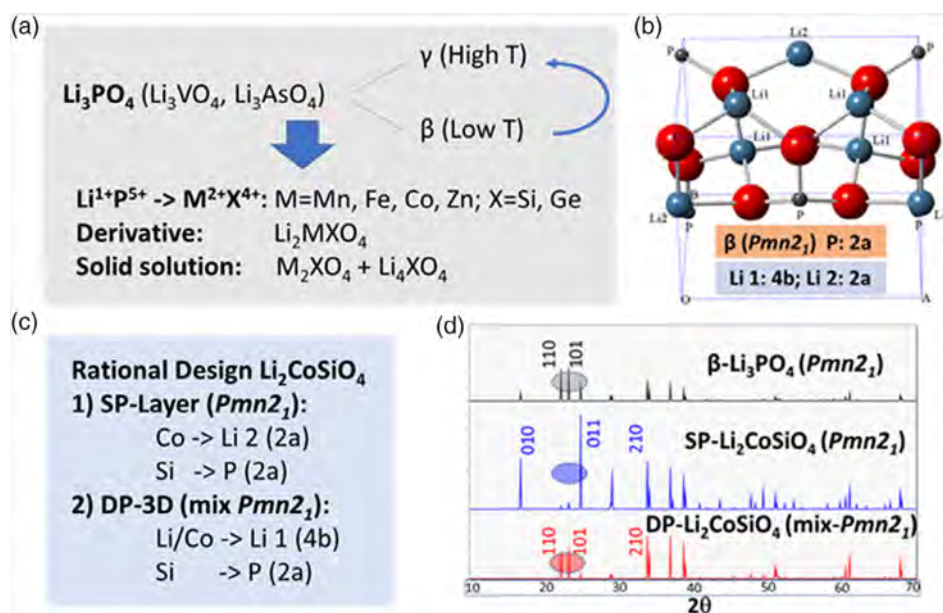 (a)
γ (High T)
Li₃PO₄ (Li₃VO₄, Li₃AsO₄)
β (Low T)
Li¹⁺P⁵⁺ -> M²⁺X⁴⁺: M=Mn, Fe, Co, Zn; X=Si, Ge
Derivative: Li₂MXO₄
Solid solution: M₂XO₄ + Li₄XO₄
(b)
Li2
P
P
Li1
Li1
Li1
Li1
Li2
P
P
P
β (Pmn2₁) P: 2a
Li 1: 4b; Li 2: 2a
O
A
(c)
Rational Design Li₂CoSiO₄
1) SP-Layer (Pmn2₁):
Co -> Li 2 (2a)
Si -> P (2a)
2) DP-3D (mix Pmn2₁):
Li/Co -> Li 1 (4b)
Si -> P (2a)
(d)
110
101
β-Li₃PO₄ (Pmn2₁)
010
011
210
SP-Li₂CoSiO₄ (Pmn2₁)
110
101
210
DP-Li₂CoSiO₄ (mix-Pmn2₁)
10 20 30 40 50 60 70
2θ